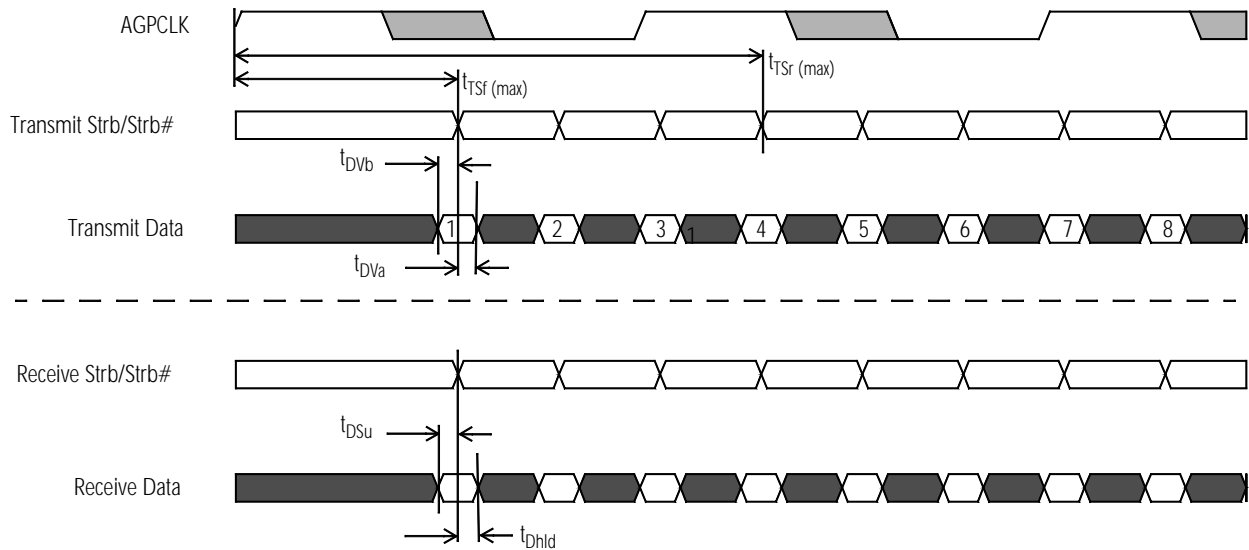 AGPCLK
tTSr (max)
tTSf (max)
Transmit Strb/Strb#
tDVb
Transmit Data
1 2 3 1 4 5 6 7 8
tDVa
Receive Strb/Strb#
tDSu
Receive Data
tDhld